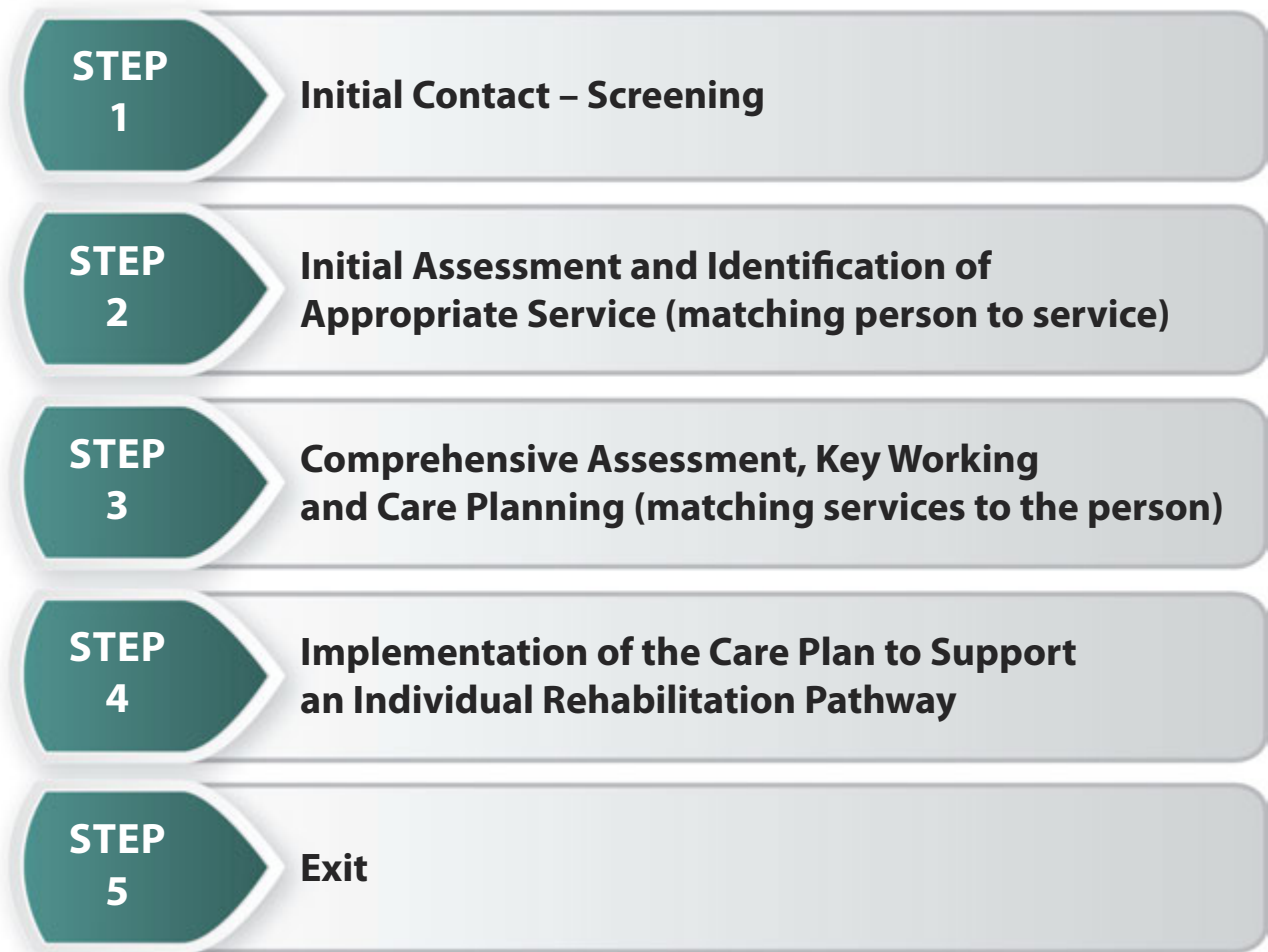 STEP
1
Initial Contact – Screening
STEP
2
Initial Assessment and Identification of
Appropriate Service (matching person to service)
STEP
3
Comprehensive Assessment, Key Working
and Care Planning (matching services to the person)
STEP
4
Implementation of the Care Plan to Support
an Individual Rehabilitation Pathway
STEP
5
Exit